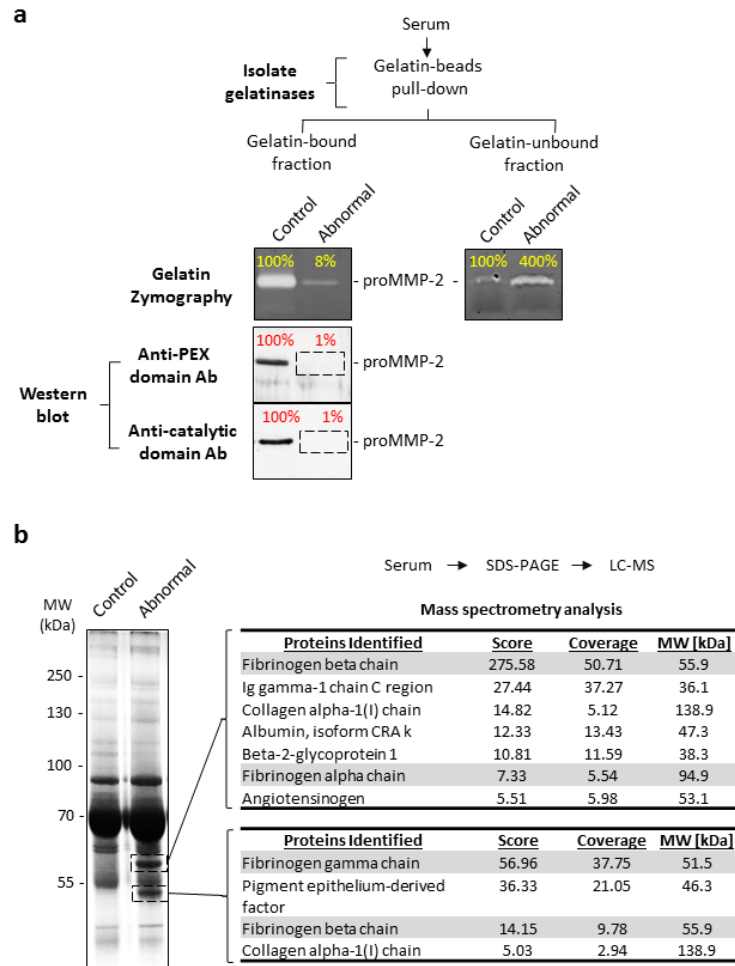 a
Serum
Isolate
gelatinases
Gelatin-beads
pull-down
Gelatin-bound
fraction
Gelatin-unbound
fraction
Control
Abnormal
Control
Abnormal
Gelatin
Zymography
100% 8%
- proMMP-2 -
100% 400%
Western
blot
Anti-PEX
domain Ab
100% 1%
- proMMP-2
Anti-catalytic
domain Ab
100% 1%
- proMMP-2
b
Serum → SDS-PAGE → LC-MS
MW
(kDa)
Control
Abnormal
250 -
130 -
100 -
70 -
55 -
Mass spectrometry analysis
Proteins Identified Score Coverage MW [kDa]
Fibrinogen beta chain 275.58 50.71 55.9
Ig gamma-1 chain C region 27.44 37.27 36.1
Collagen alpha-1(I) chain 14.82 5.12 138.9
Albumin, isoform CRA k 12.33 13.43 47.3
Beta-2-glycoprotein 1 10.81 11.59 38.3
Fibrinogen alpha chain 7.33 5.54 94.9
Angiotensinogen 5.51 5.98 53.1
Proteins Identified Score Coverage MW [kDa]
Fibrinogen gamma chain 56.96 37.75 51.5
Pigment epithelium-derived 36.33 21.05 46.3
factor
Fibrinogen beta chain 14.15 9.78 55.9
Collagen alpha-1(I) chain 5.03 2.94 138.9